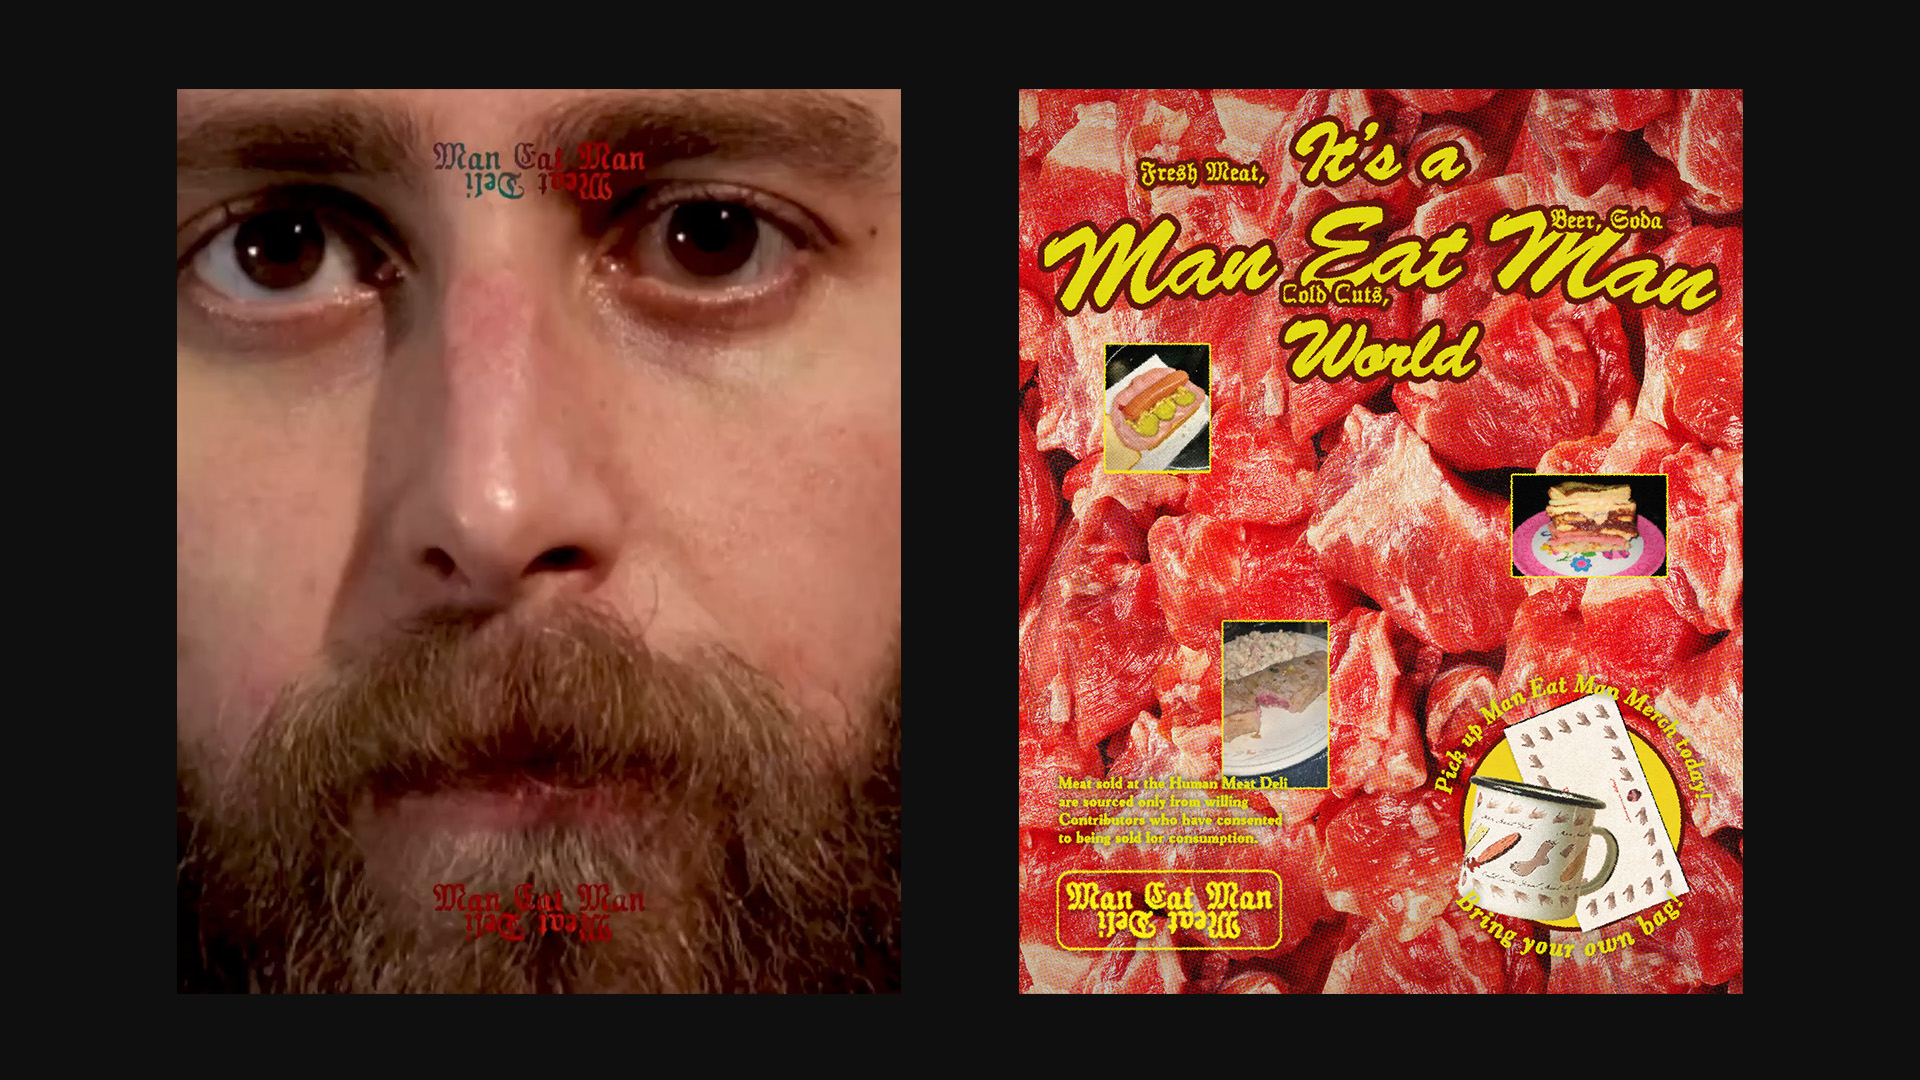 Man Eat Man
Meat Deli
Man Eat Man
Meat Deli
It's a
Fresh Meat,
Beer, Soda
Man Eat Man
Cold Cuts,
World
Pick up Man Eat Man Merch today!
Meat sold at the Human Meat Deli
are sourced only from willing
Contributors who have consented
to being sold for consumption.
Man Eat Man
Meat Deli
Bring your own bag!